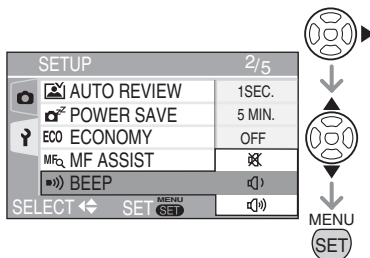 SETUP 2/5
AUTO REVIEW 1SEC.
POWER SAVE 5 MIN.
ECO ECONOMY OFF
MF MF ASSIST
BEEP
SELECT SET MENU SET
MENU
SET